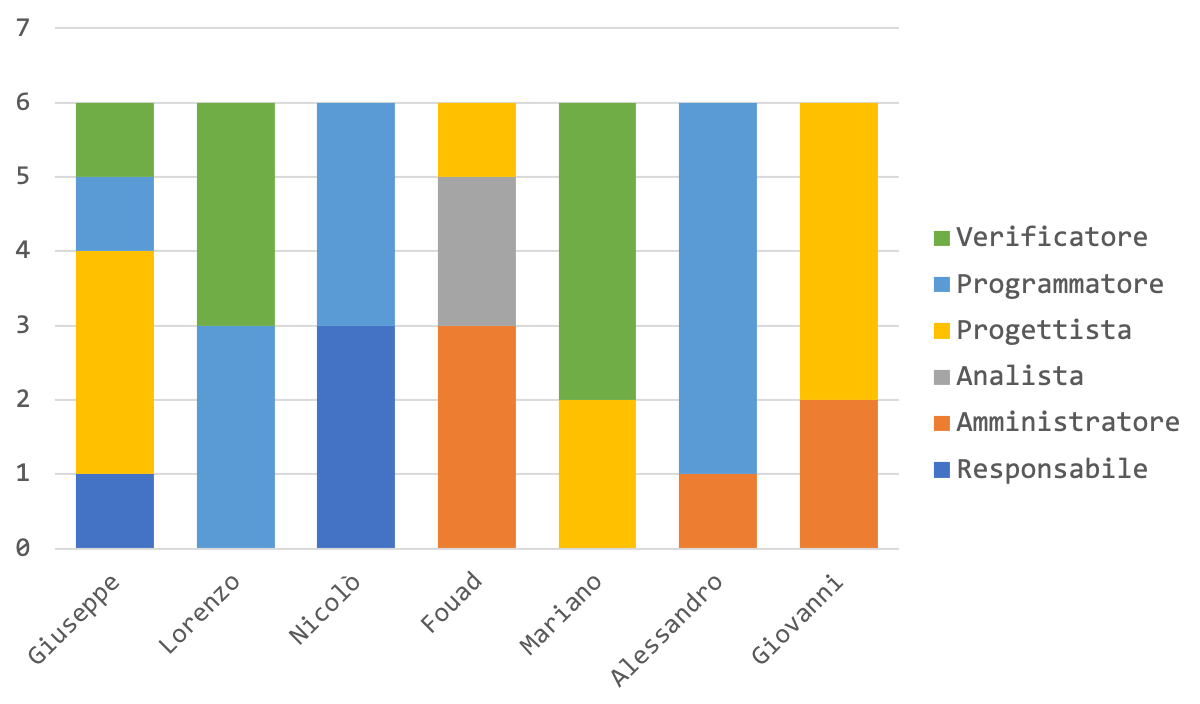 7
6
5
4
3
2
1
0
Giuseppe
Lorenzo
Nicolò
Fouad
Mariano
Alessandro
Giovanni
Verificatore
Programmatore
Progettista
Analista
Amministratore
Responsabile